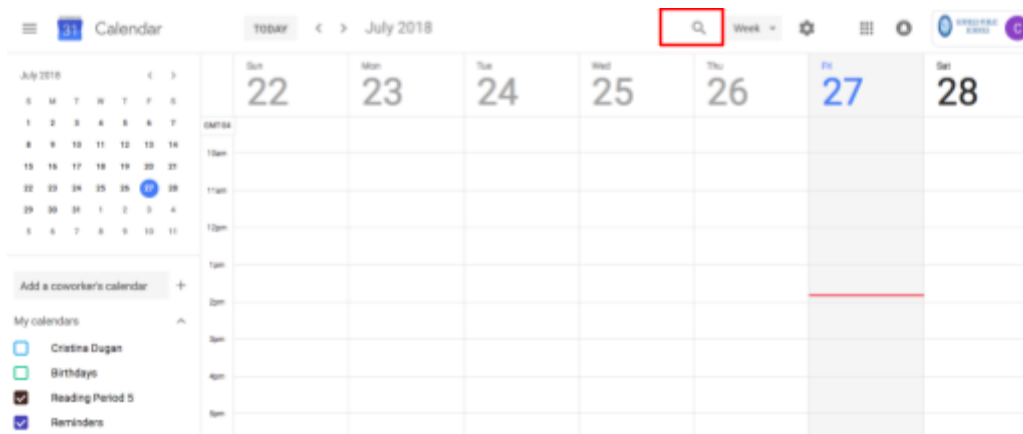 31 Calendar TODAY < > July 2018 Week
July 2018 < >
S M T W T F S
1 2 3 4 5 6 7
8 9 10 11 12 13 14
15 16 17 18 19 20 21
22 23 24 25 26 27 28
29 30 31 1 2 3 4
5 6 7 8 9 10 11
Add a coworker's calendar +
My calendars
Cristina Dugan
Birthdays
Reading Period 5
Reminders
Sun Mon Tue Wed Thu Fri Sat
22 23 24 25 26 27 28
GMT-04
10am
11am
12pm
1pm
2pm
3pm
4pm
5pm
C